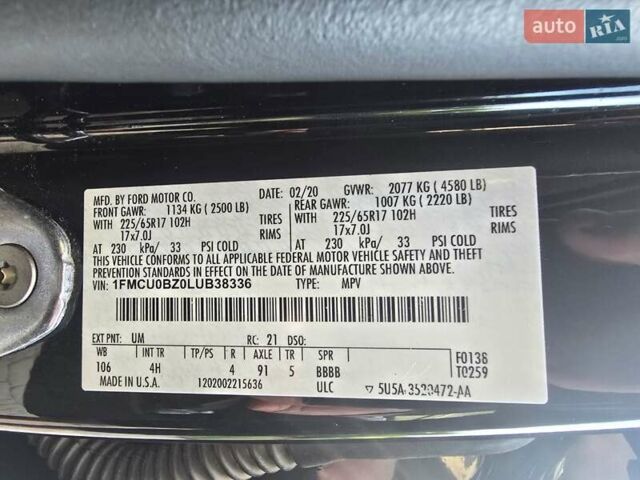 auto RIA.com
MFD. BY FORD MOTOR CO. DATE: 02/20 GVWR: 2077 KG ( 4580 LB)
FRONT GAWR: 1134 KG ( 2500 LB) REAR GAWR: 1007 KG ( 2220 LB)
WITH 225/65R17 102H TIRES WITH 225/65R17 102H TIRES
17x7.0J RIMS 17x7.0J RIMS
AT 230 kPa/ 33 PSI COLD AT 230 kPa/ 33 PSI COLD
THIS VEHICLE CONFORMS TO ALL APPLICABLE FEDERAL MOTOR VEHICLE SAFETY AND THEFT
PREVENTION STANDARDS IN EFFECT ON THE DATE OF MANUFACTURE SHOWN ABOVE.
VIN: 1FMCU0BZ0LUB38336 TYPE: MPV
EXT PNT: UM RC: 21 DSO:
WB INT TR TP/PS R AXLE TR SPR F0136
106 4H 4 91 5 BBBB T0259
MADE IN U.S.A. 1202002215636 ULC ▽ 5U5A-3520472-AA